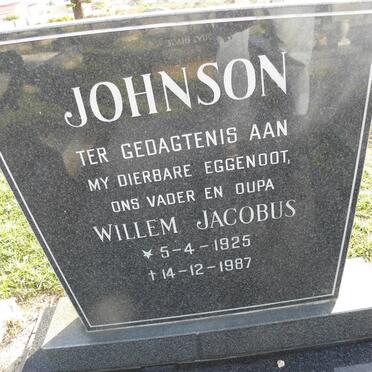 JOHNSON
TER GEDAGTENIS AAN
MY DIERBARE EGGENOOT,
ONS VADER EN OUPA
WILLEM JACOBUS
* 5-4-1925
† 14-12-1987